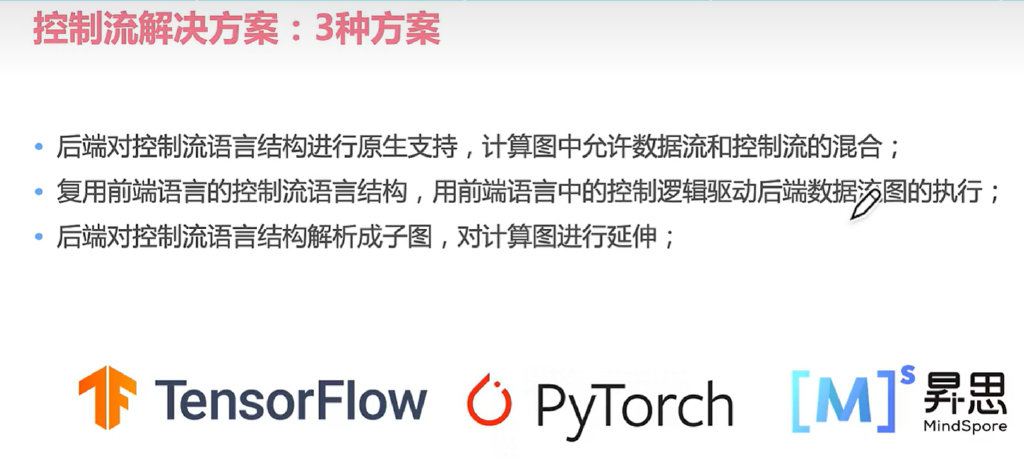 控制流解决方案：3种方案
后端对控制流语言结构进行原生支持，计算图中允许数据流和控制流的混合；
复用前端语言的控制流语言结构，用前端语言中的控制逻辑驱动后端数据流图的执行；
后端对控制流语言结构解析成子图，对计算图进行延伸；
TensorFlow
PyTorch
[M]s 昇思
MindSpore